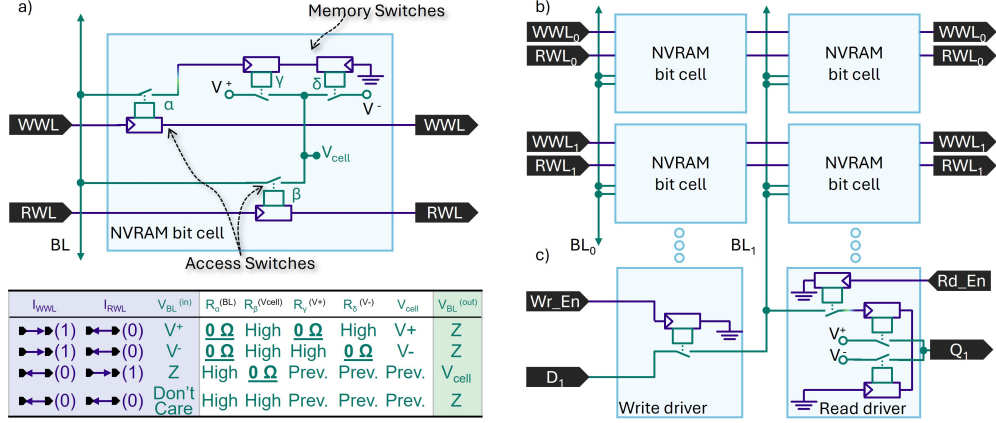 a)
Memory Switches
γ
δ
V+
V-
α
WWL
WWL
Vcell
β
RWL
RWL
BL
NVRAM bit cell
Access Switches
IWWL IRWL VBL(in) Rα(BL) Rβ(Vcell) Rγ(V+) Rδ(V-) Vcell VBL(out)
(1) (0) V+ 0 Ω High 0 Ω High V+ Z
(1) (0) V- 0 Ω High High 0 Ω V- Z
(0) (1) Z High 0 Ω Prev. Prev. Prev. Vcell
(0) (0) Don't Care High High Prev. Prev. Prev. Z
b)
WWL0
NVRAM
bit cell
NVRAM
bit cell
WWL0
RWL0
RWL0
WWL1
NVRAM
bit cell
NVRAM
bit cell
WWL1
RWL1
RWL1
BL0
BL1
c)
Wr_En
D1
Write driver
Rd_En
V+
V-
Q1
Read driver